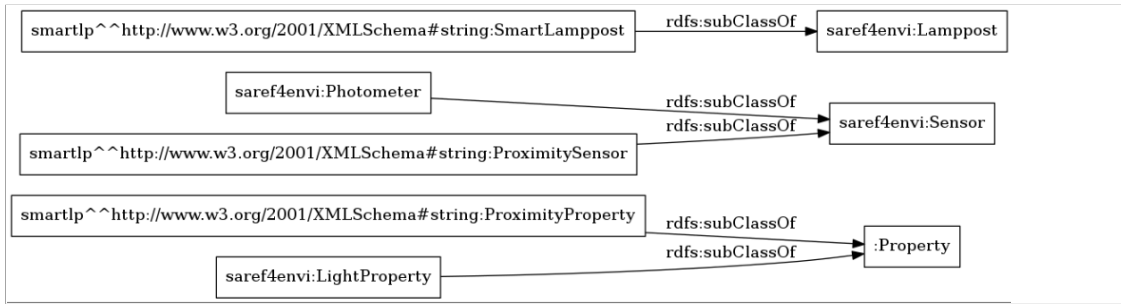 smartlp^^http://www.w3.org/2001/XMLSchema#string:SmartLamppost
rdfs:subClassOf
saref4envi:Lamppost
saref4envi:Photometer
rdfs:subClassOf
saref4envi:Sensor
rdfs:subClassOf
smartlp^^http://www.w3.org/2001/XMLSchema#string:ProximitySensor
smartlp^^http://www.w3.org/2001/XMLSchema#string:ProximityProperty
rdfs:subClassOf
:Property
rdfs:subClassOf
saref4envi:LightProperty